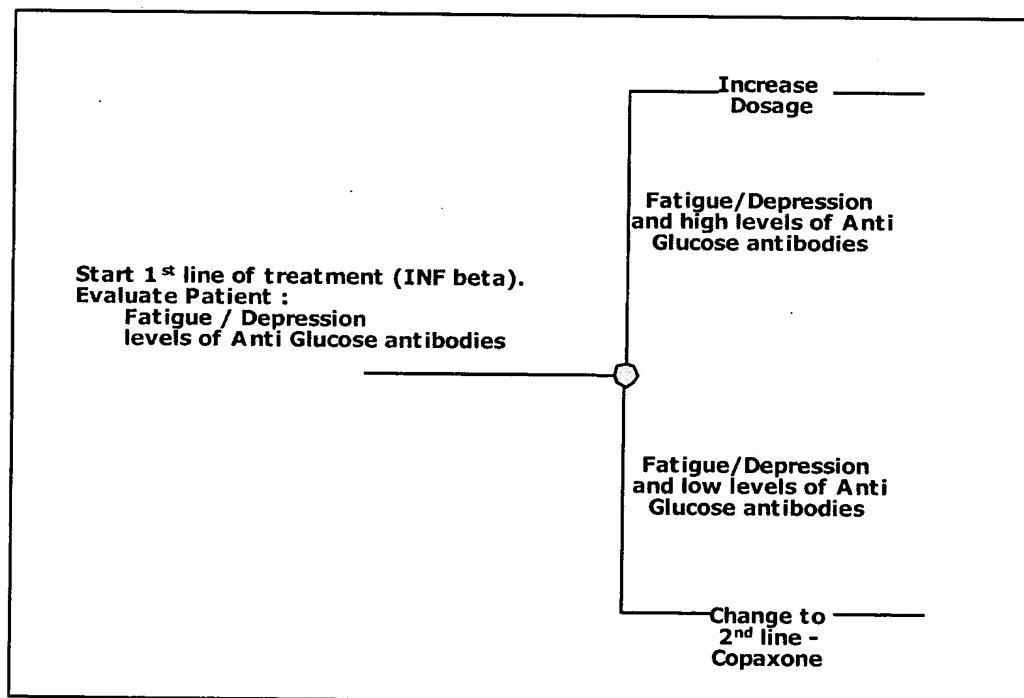 Increase
Dosage
Fatigue/Depression
and high levels of Anti
Glucose antibodies
Start 1st line of treatment (INF beta).
Evaluate Patient :
Fatigue / Depression
levels of Anti Glucose antibodies
Fatigue/Depression
and low levels of Anti
Glucose antibodies
Change to
2nd line -
Copaxone